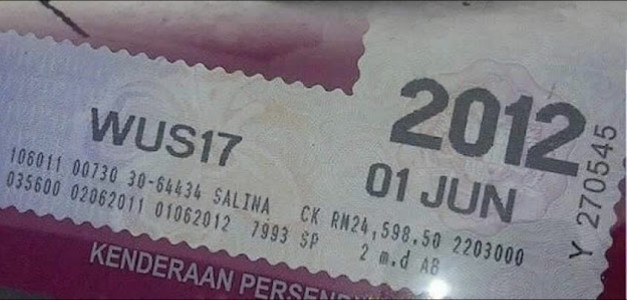 2012
01 JUN
WUS17
106011 00730 30-64434 SALINA CK RM24,598.50 2203000
035600 02062011 01062012 7993 SP 2 m.d AB
Y 270545
KENDERAAN